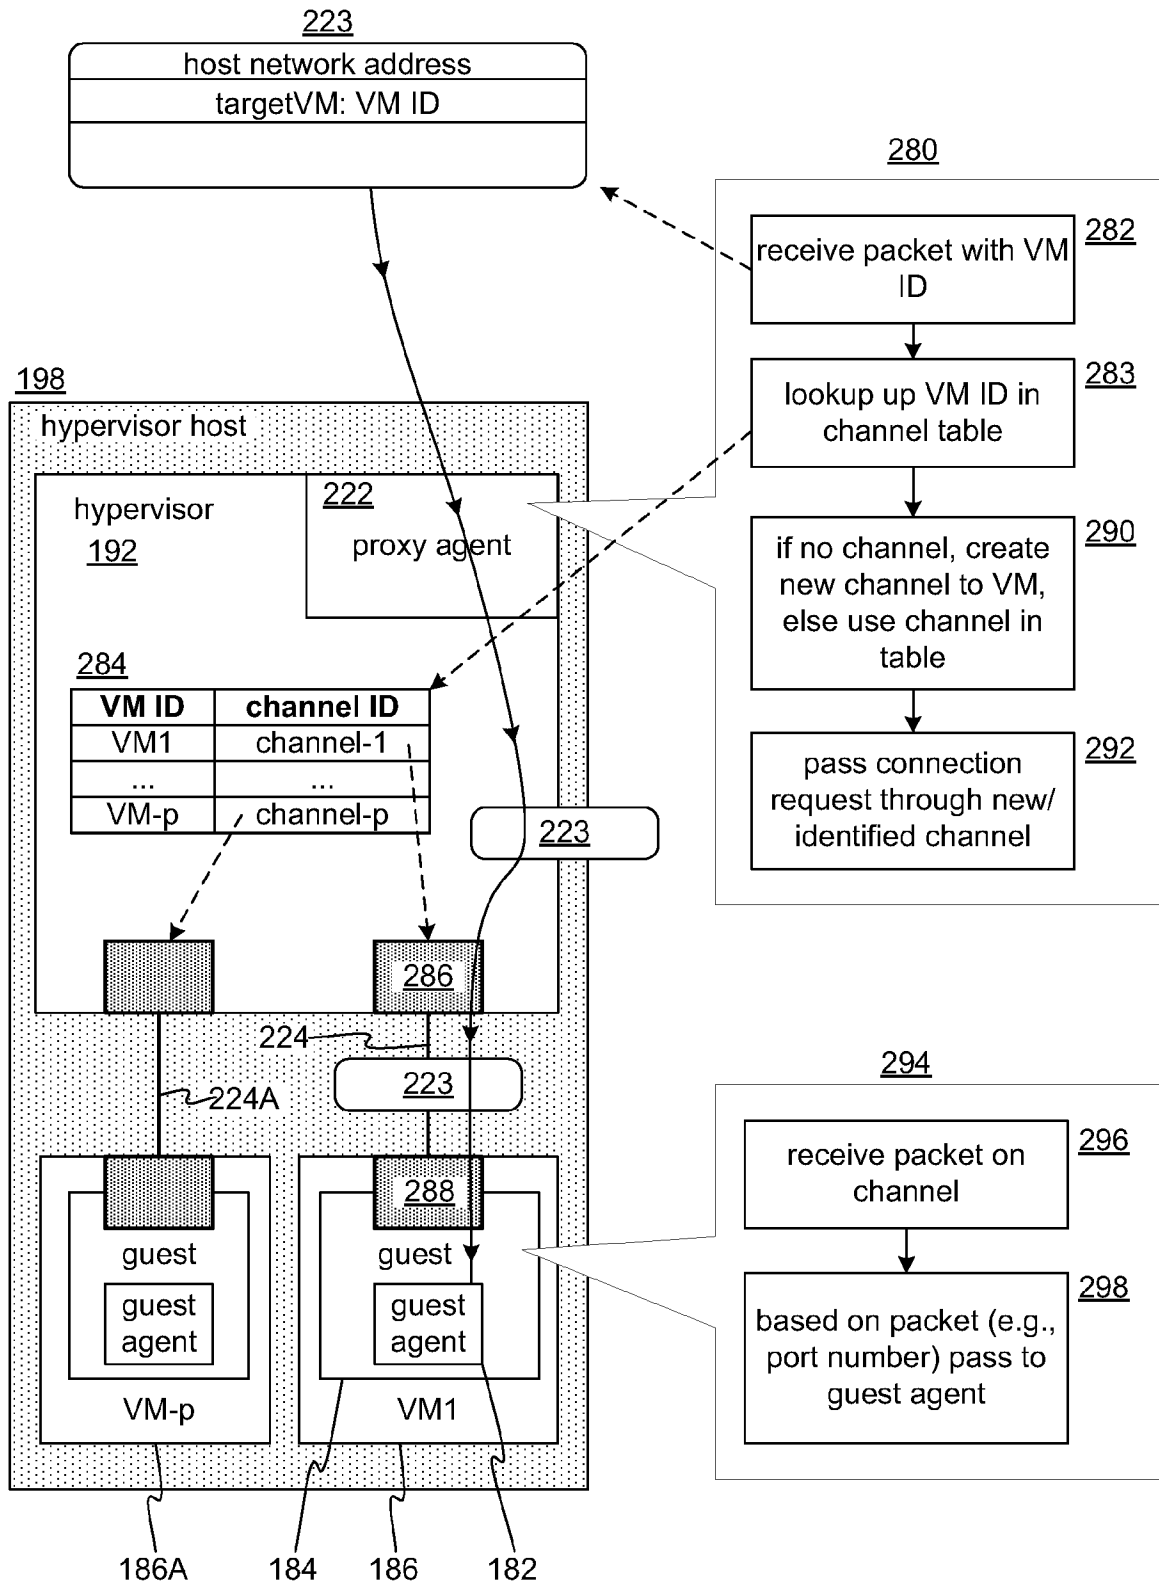 223
host network address
targetVM: VM ID
280
282
receive packet with VM
ID
283
lookup up VM ID in
channel table
290
if no channel, create
new channel to VM,
else use channel in
table
292
pass connection
request through new/
identified channel
198
hypervisor host
hypervisor
192
222
proxy agent
284
VM ID channel ID
VM1 channel-1
... ...
VM-p channel-p
223
286
224
223
224A
288
guest
guest
agent
VM-p
guest
guest
agent
VM1
294
296
receive packet on
channel
298
based on packet (e.g.,
port number) pass to
guest agent
186A
184
186
182